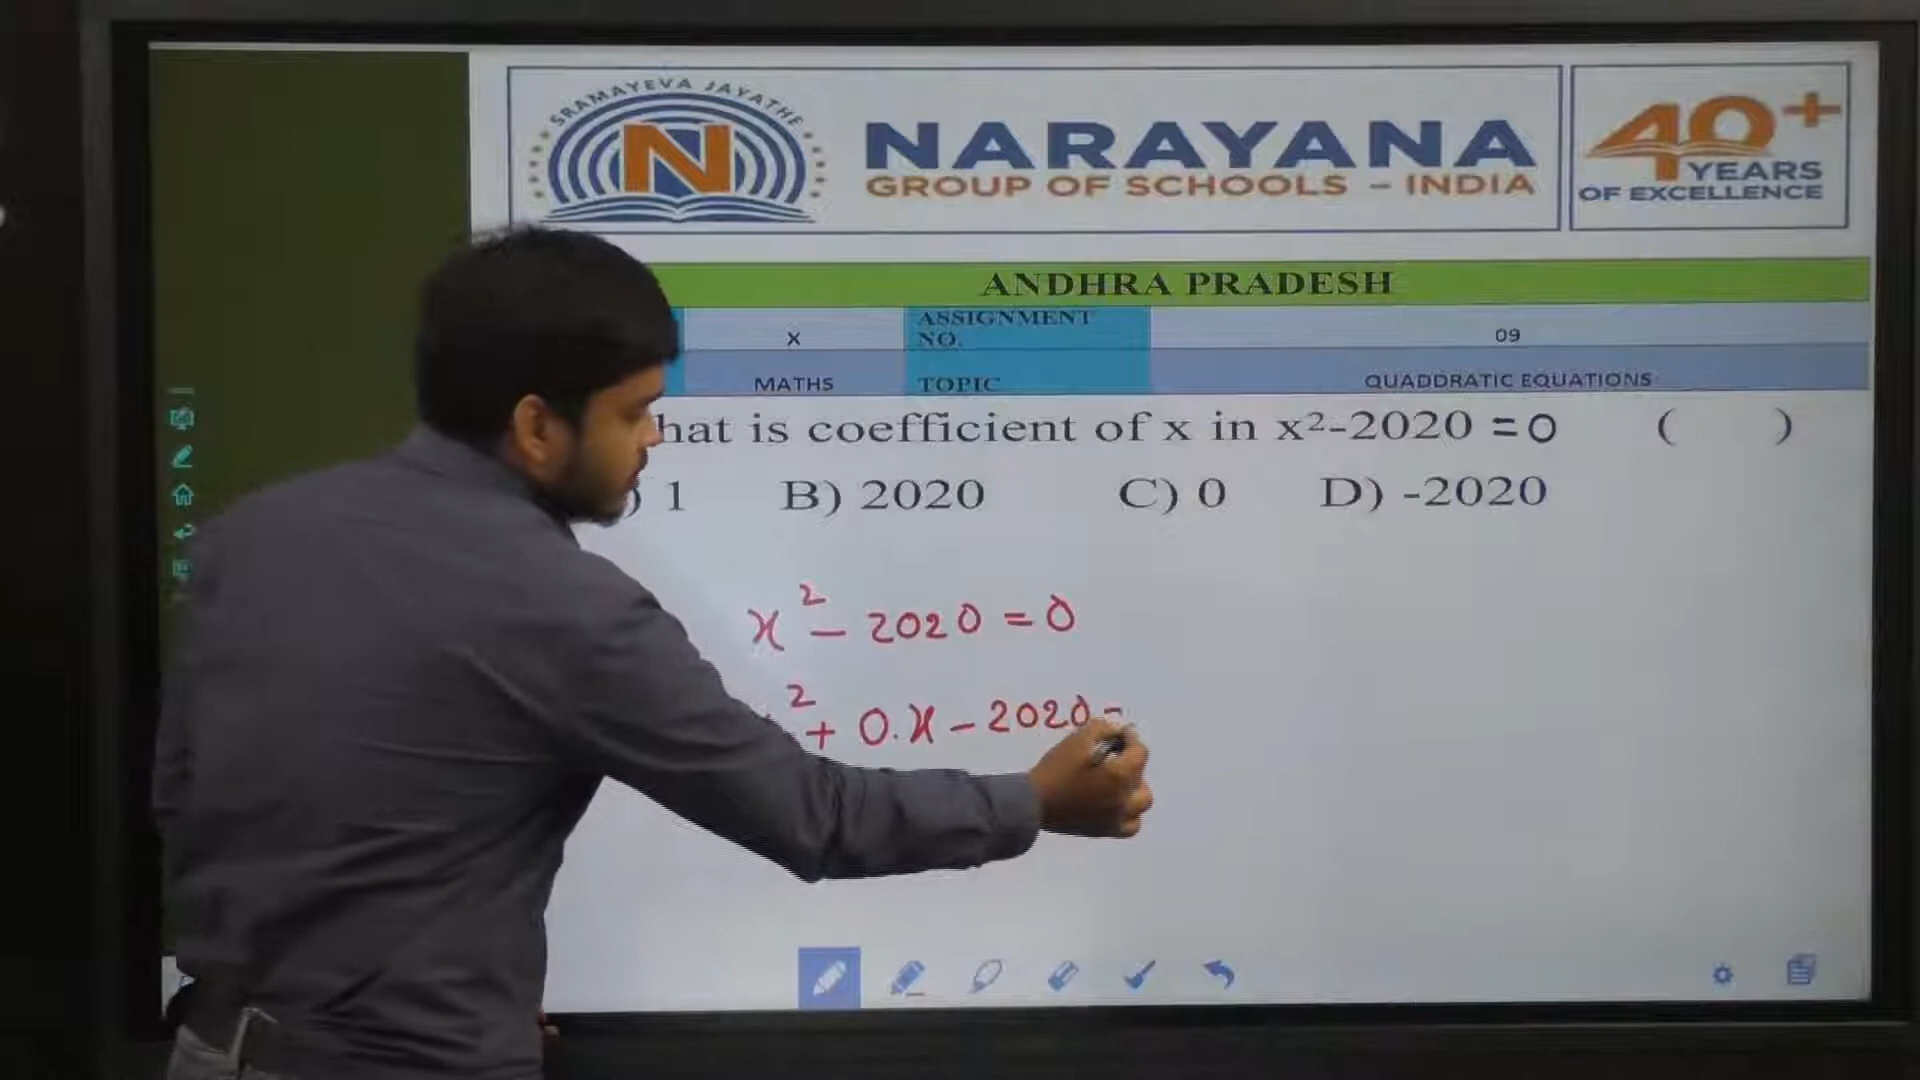 SRAMAYEVA JAYATHE
N
NARAYANA
GROUP OF SCHOOLS - INDIA
40+
YEARS
OF EXCELLENCE
ANDHRA PRADESH
X ASSIGNMENT NO. 09
MATHS TOPIC QUADDRATIC EQUATIONS
hat is coefficient of x in x²-2020 = 0 ( )
) 1 B) 2020 C) 0 D) -2020
x² - 2020 = 0
² + 0.x - 2020 =